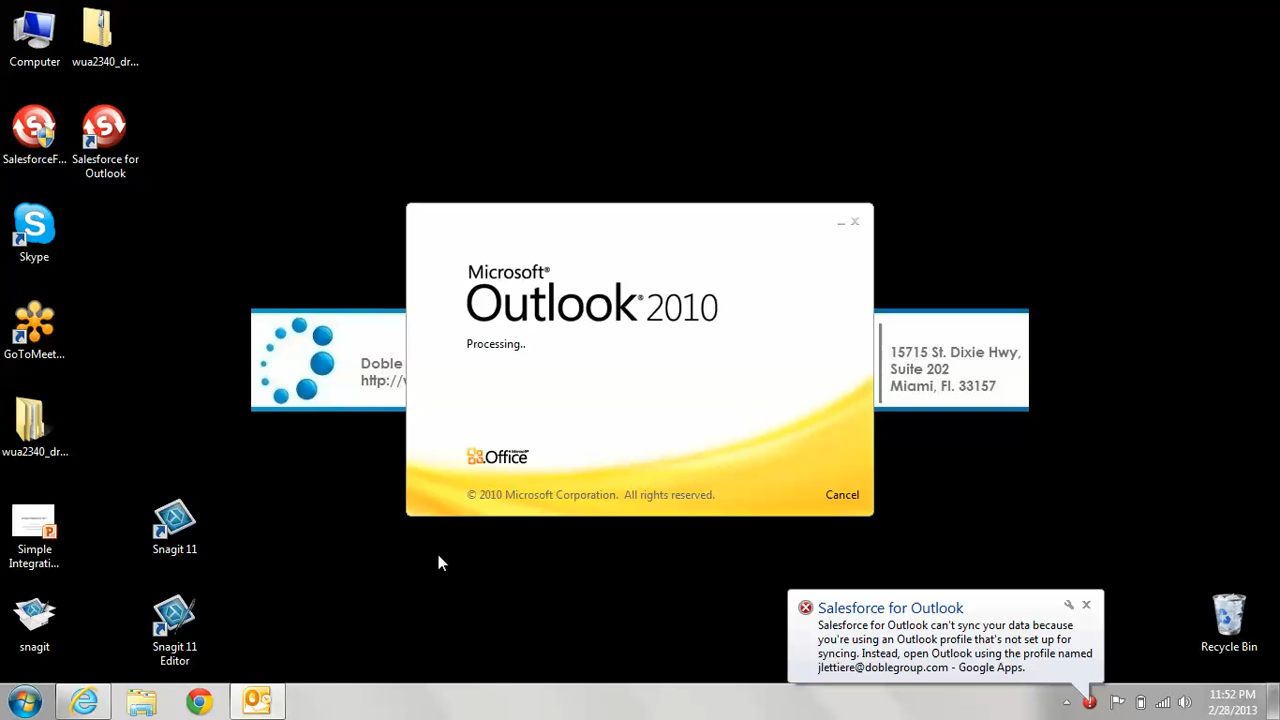 Computer
wua2340_dr...
SalesforceF...
Salesforce for
Outlook
Skype
GoToMeet...
wua2340_dr...
Simple
Integrati...
Snagit 11
snagit
Snagit 11
Editor
Microsoft®
Outlook® 2010
Processing..
Microsoft®
Office
© 2010 Microsoft Corporation. All rights reserved.
Cancel
Doble
http://
15715 St. Dixie Hwy,
Suite 202
Miami, Fl. 33157
Salesforce for Outlook
Salesforce for Outlook can't sync your data because
you're using an Outlook profile that's not set up for
syncing. Instead, open Outlook using the profile named
jlettiere@doblegroup.com - Google Apps.
Recycle Bin
11:52 PM
2/28/2013